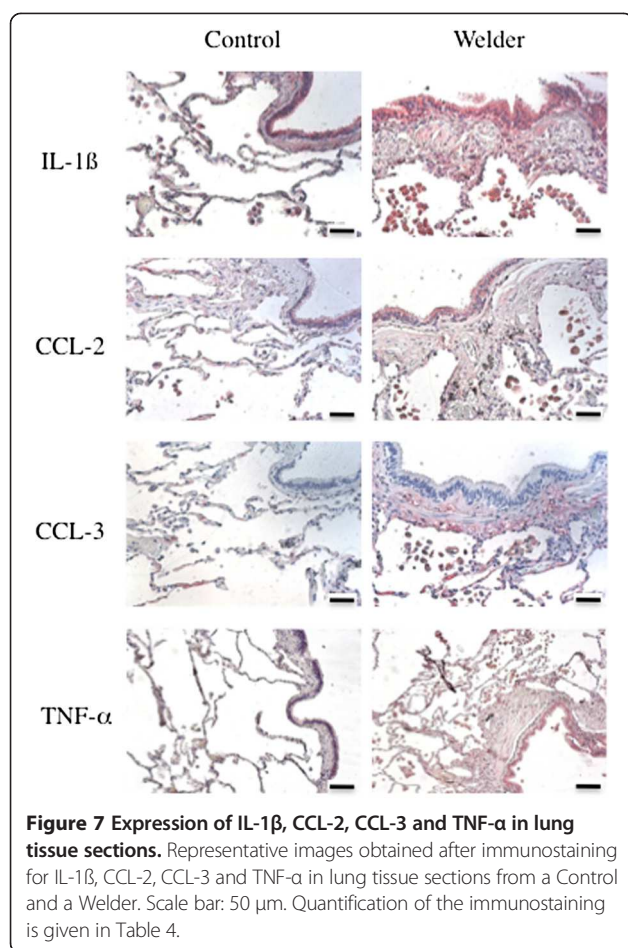 Control Welder
IL-1ß
CCL-2
CCL-3
TNF-α
Figure 7 Expression of IL-1β, CCL-2, CCL-3 and TNF-α in lung
tissue sections. Representative images obtained after immunostaining
for IL-1ß, CCL-2, CCL-3 and TNF-α in lung tissue sections from a Control
and a Welder. Scale bar: 50 μm. Quantification of the immunostaining
is given in Table 4.